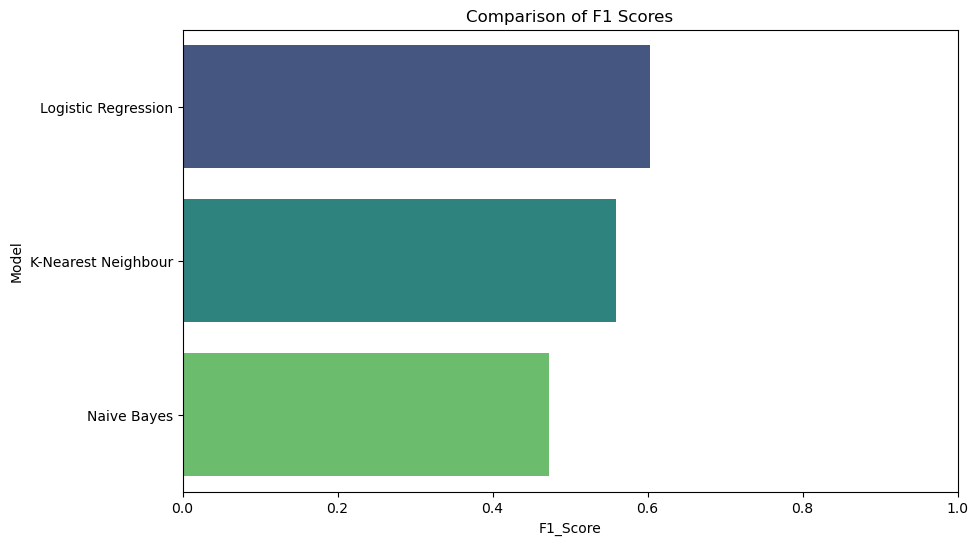 Comparison of F1 Scores
Model
Logistic Regression
K-Nearest Neighbour
Naive Bayes
0.0 0.2 0.4 0.6 0.8 1.0
F1_Score